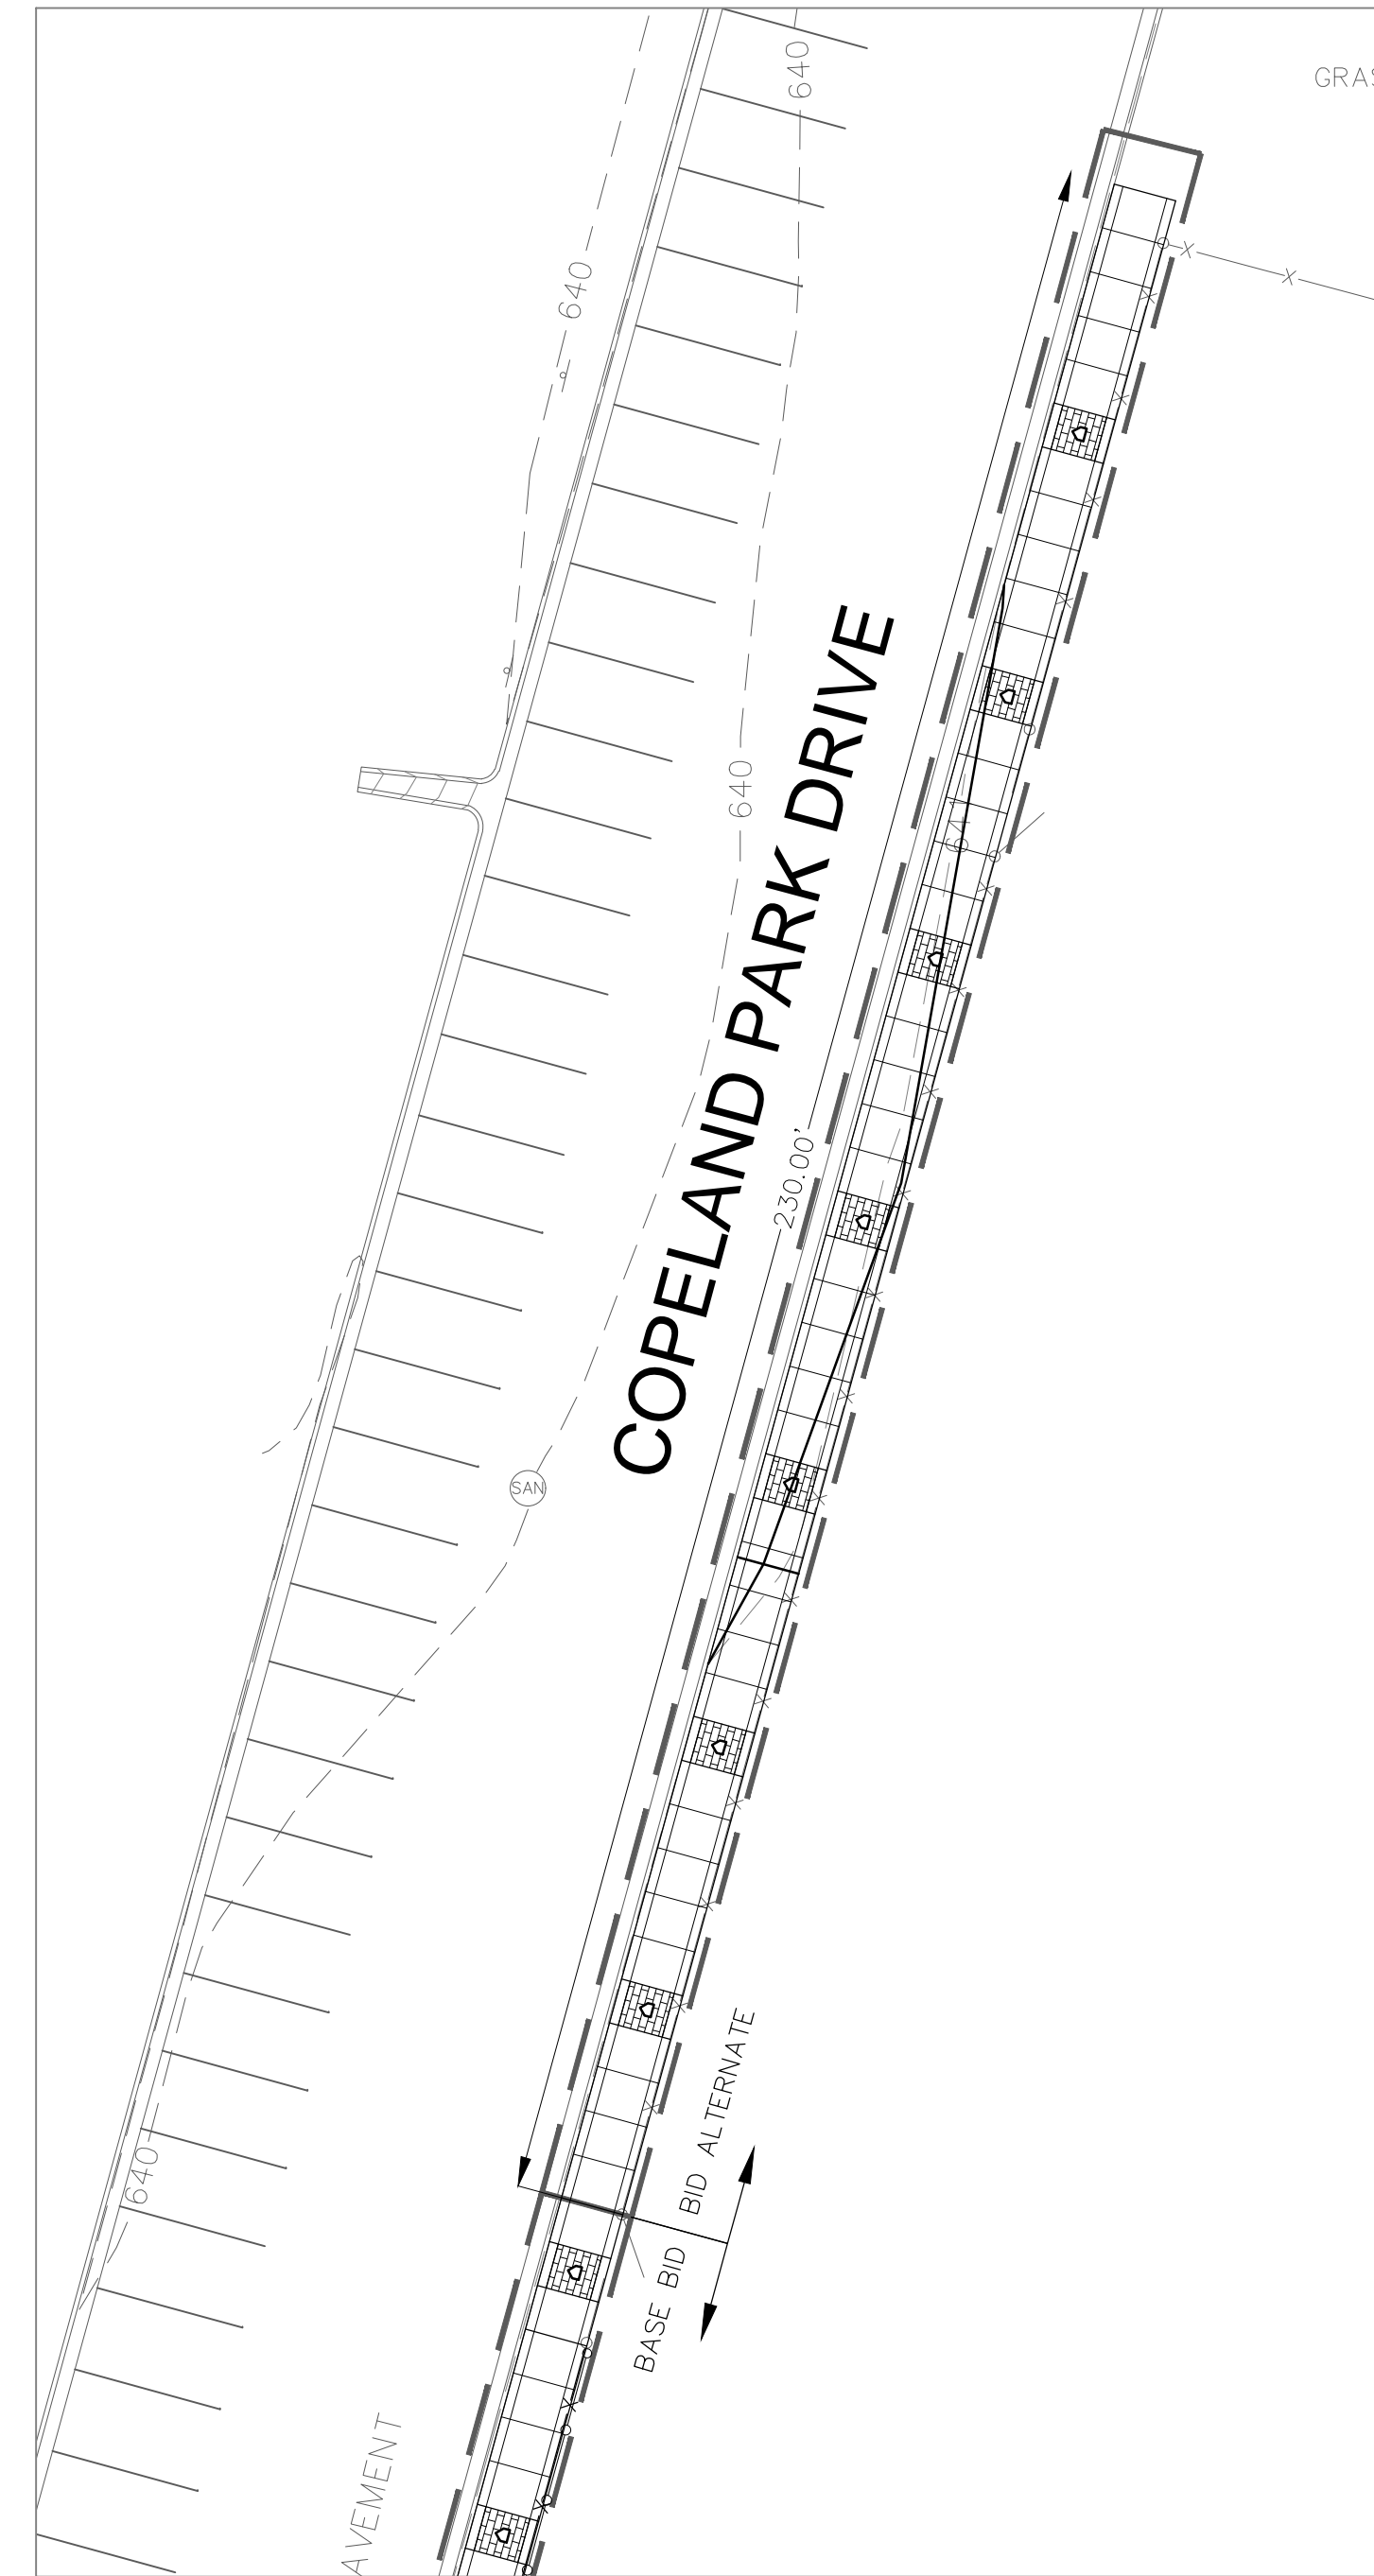 640
GRAS
640
640
641
COPELAND PARK DRIVE
230.00'
SAN
640
BID ALTERNATE
BASE BID
AVEMENT